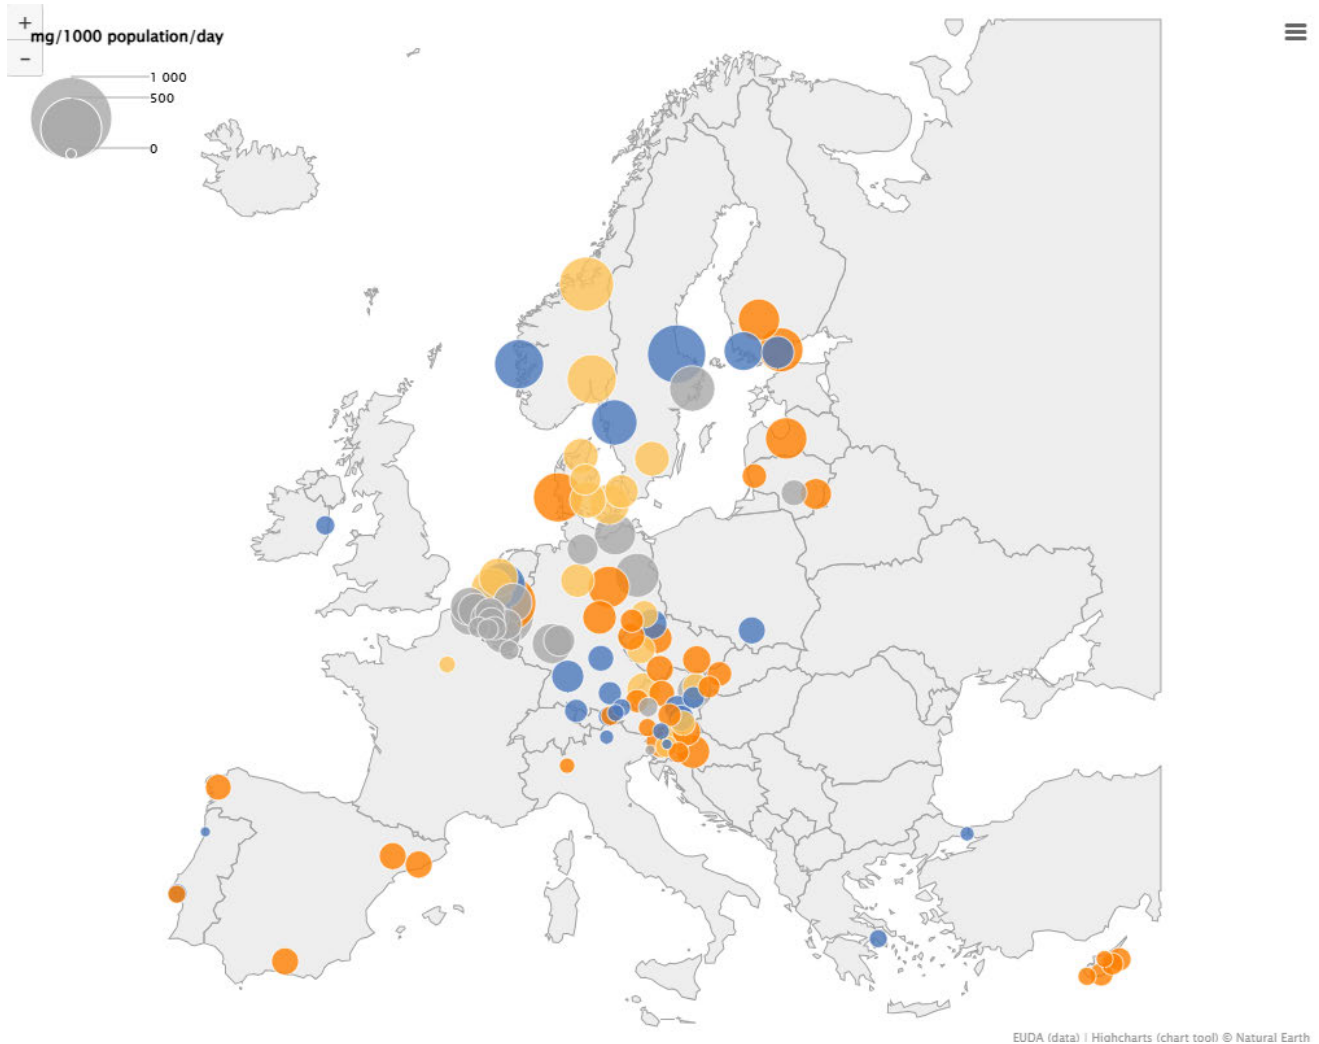 +
mg/1000 population/day
−
1 000
500
0
EUDA (data) | Highcharts (chart tool) © Natural Earth